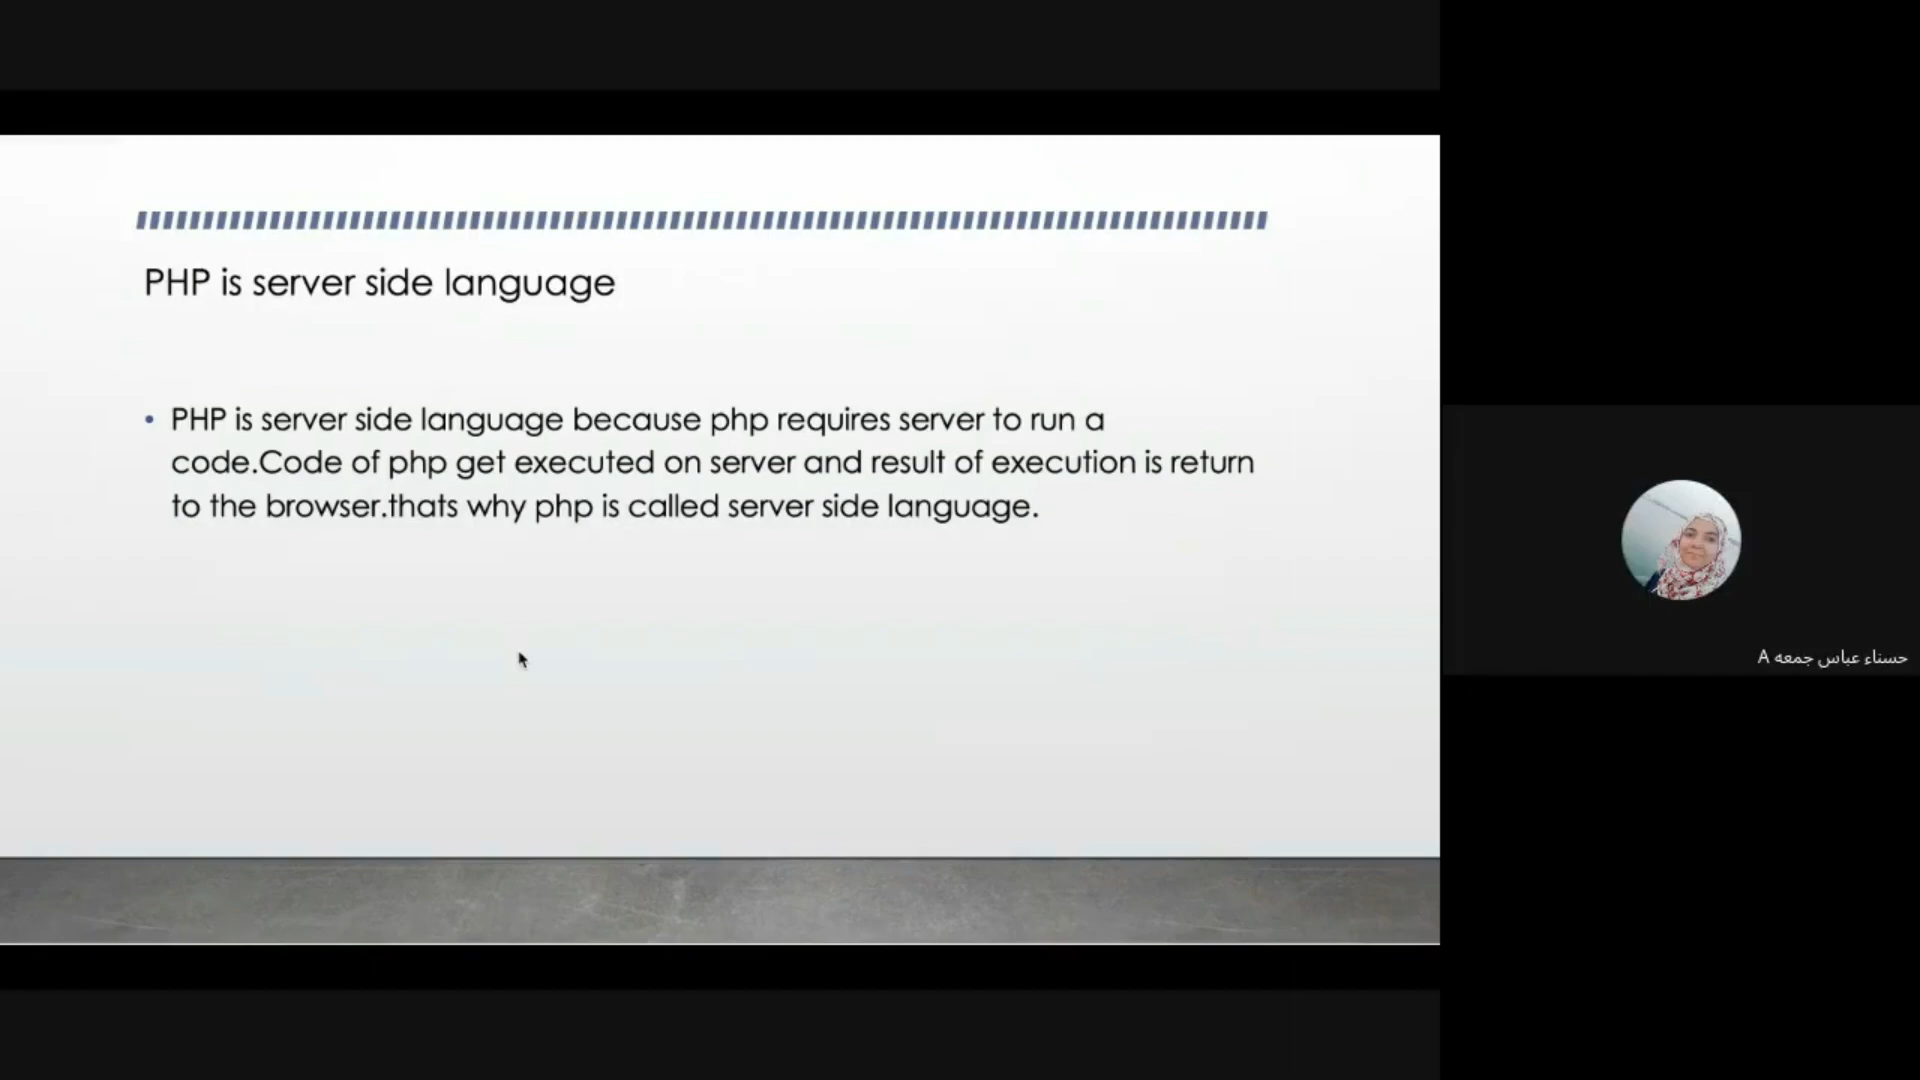 PHP is server side language
• PHP is server side language because php requires server to run a
code.Code of php get executed on server and result of execution is return
to the browser.thats why php is called server side language.
حسناء عباس جمعه A